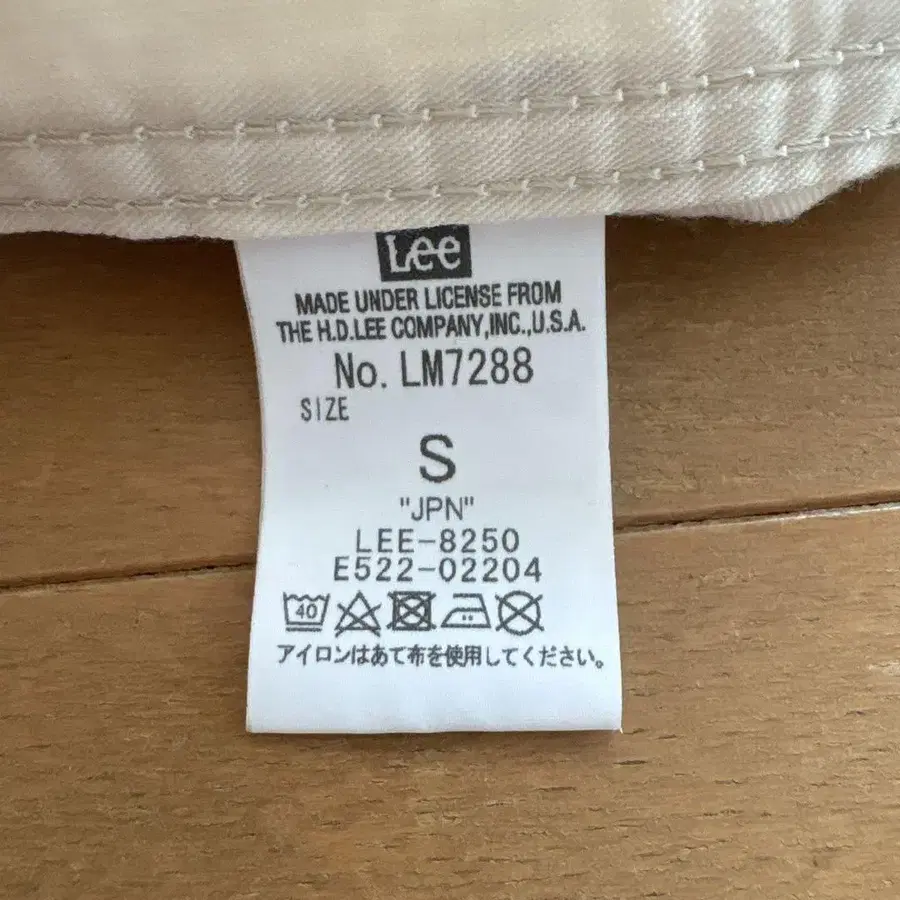 Lee
MADE UNDER LICENSE FROM
THE H.D.LEE COMPANY,INC.,U.S.A.
No. LM7288
SIZE
S
"JPN"
LEE-8250
E522-02204
40
アイロンはあて布を使用してください。